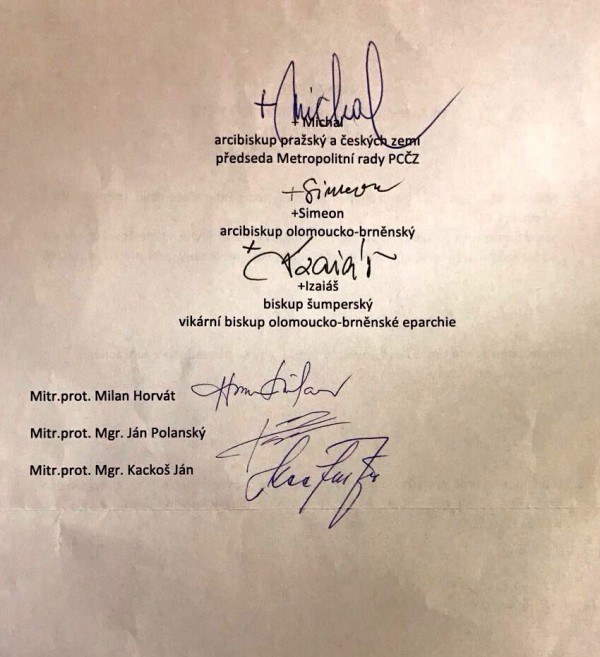 +Michal
+ Michal
arcibiskup pražský a českých zemí
předseda Metropolitní rady PCČZ
+Simeon
+Simeon
arcibiskup olomoucko-brněnský
+Izaiáš
+Izaiáš
biskup šumperský
vikární biskup olomoucko-brněnské eparchie
Mitr.prot. Milan Horvát
Mitr.prot. Mgr. Ján Polanský
Mitr.prot. Mgr. Kackoš Ján